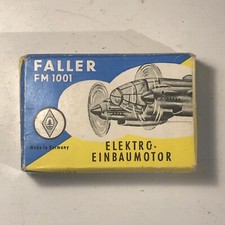 FALLER
FM 1001
Made in Germany
ELEKTRO-
EINBAUMOTOR